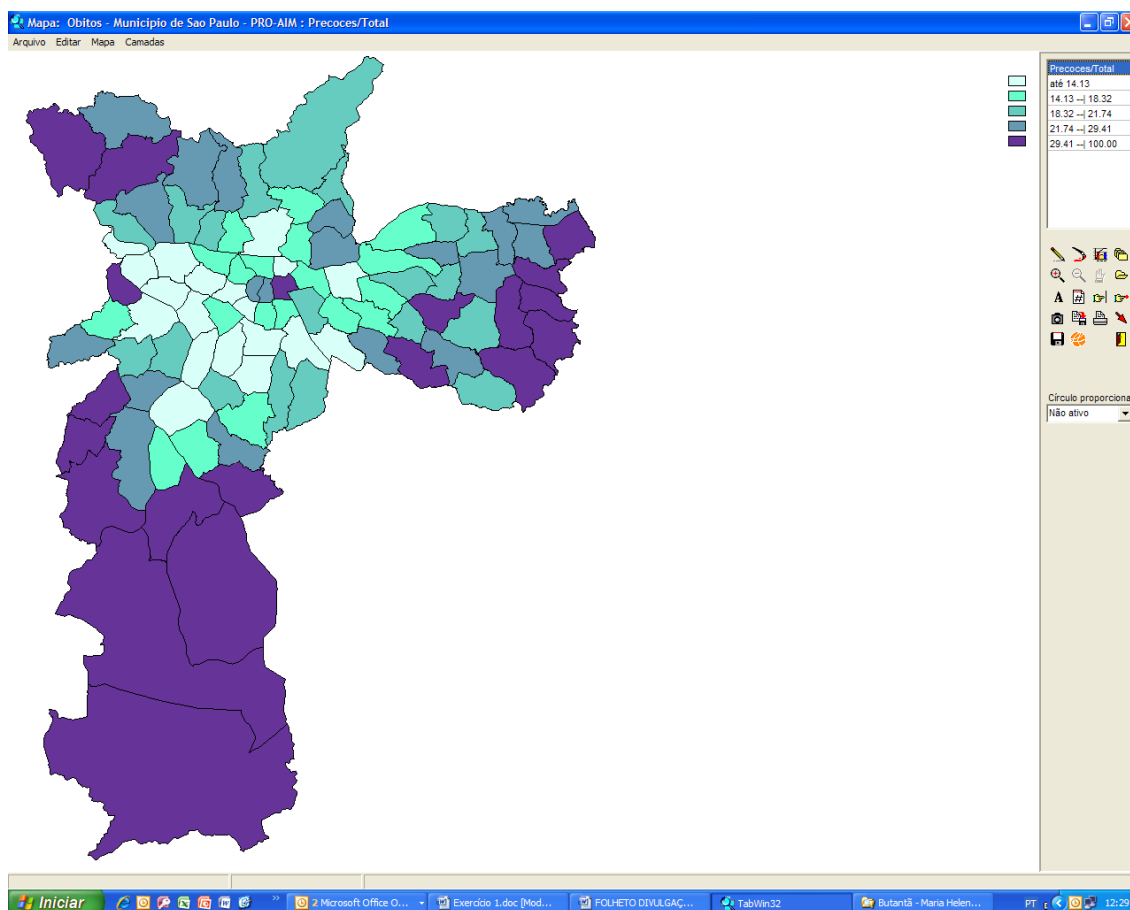 Mapa: Obitos - Municipio de Sao Paulo - PRO-AIM : Precoces/Total
Arquivo Editar Mapa Camadas
Precoces/Total
até 14.13
14.13 --| 18.32
18.32 --| 21.74
21.74 --| 29.41
29.41 --| 100.00
A #
Círculo proporciona
Não ativo
Iniciar
»
2 Microsoft Office O...
Exercício 1.doc [Mod...
FOLHETO DIVULGAÇ...
TabWin32
Butantã - Maria Helen...
PT
12:29